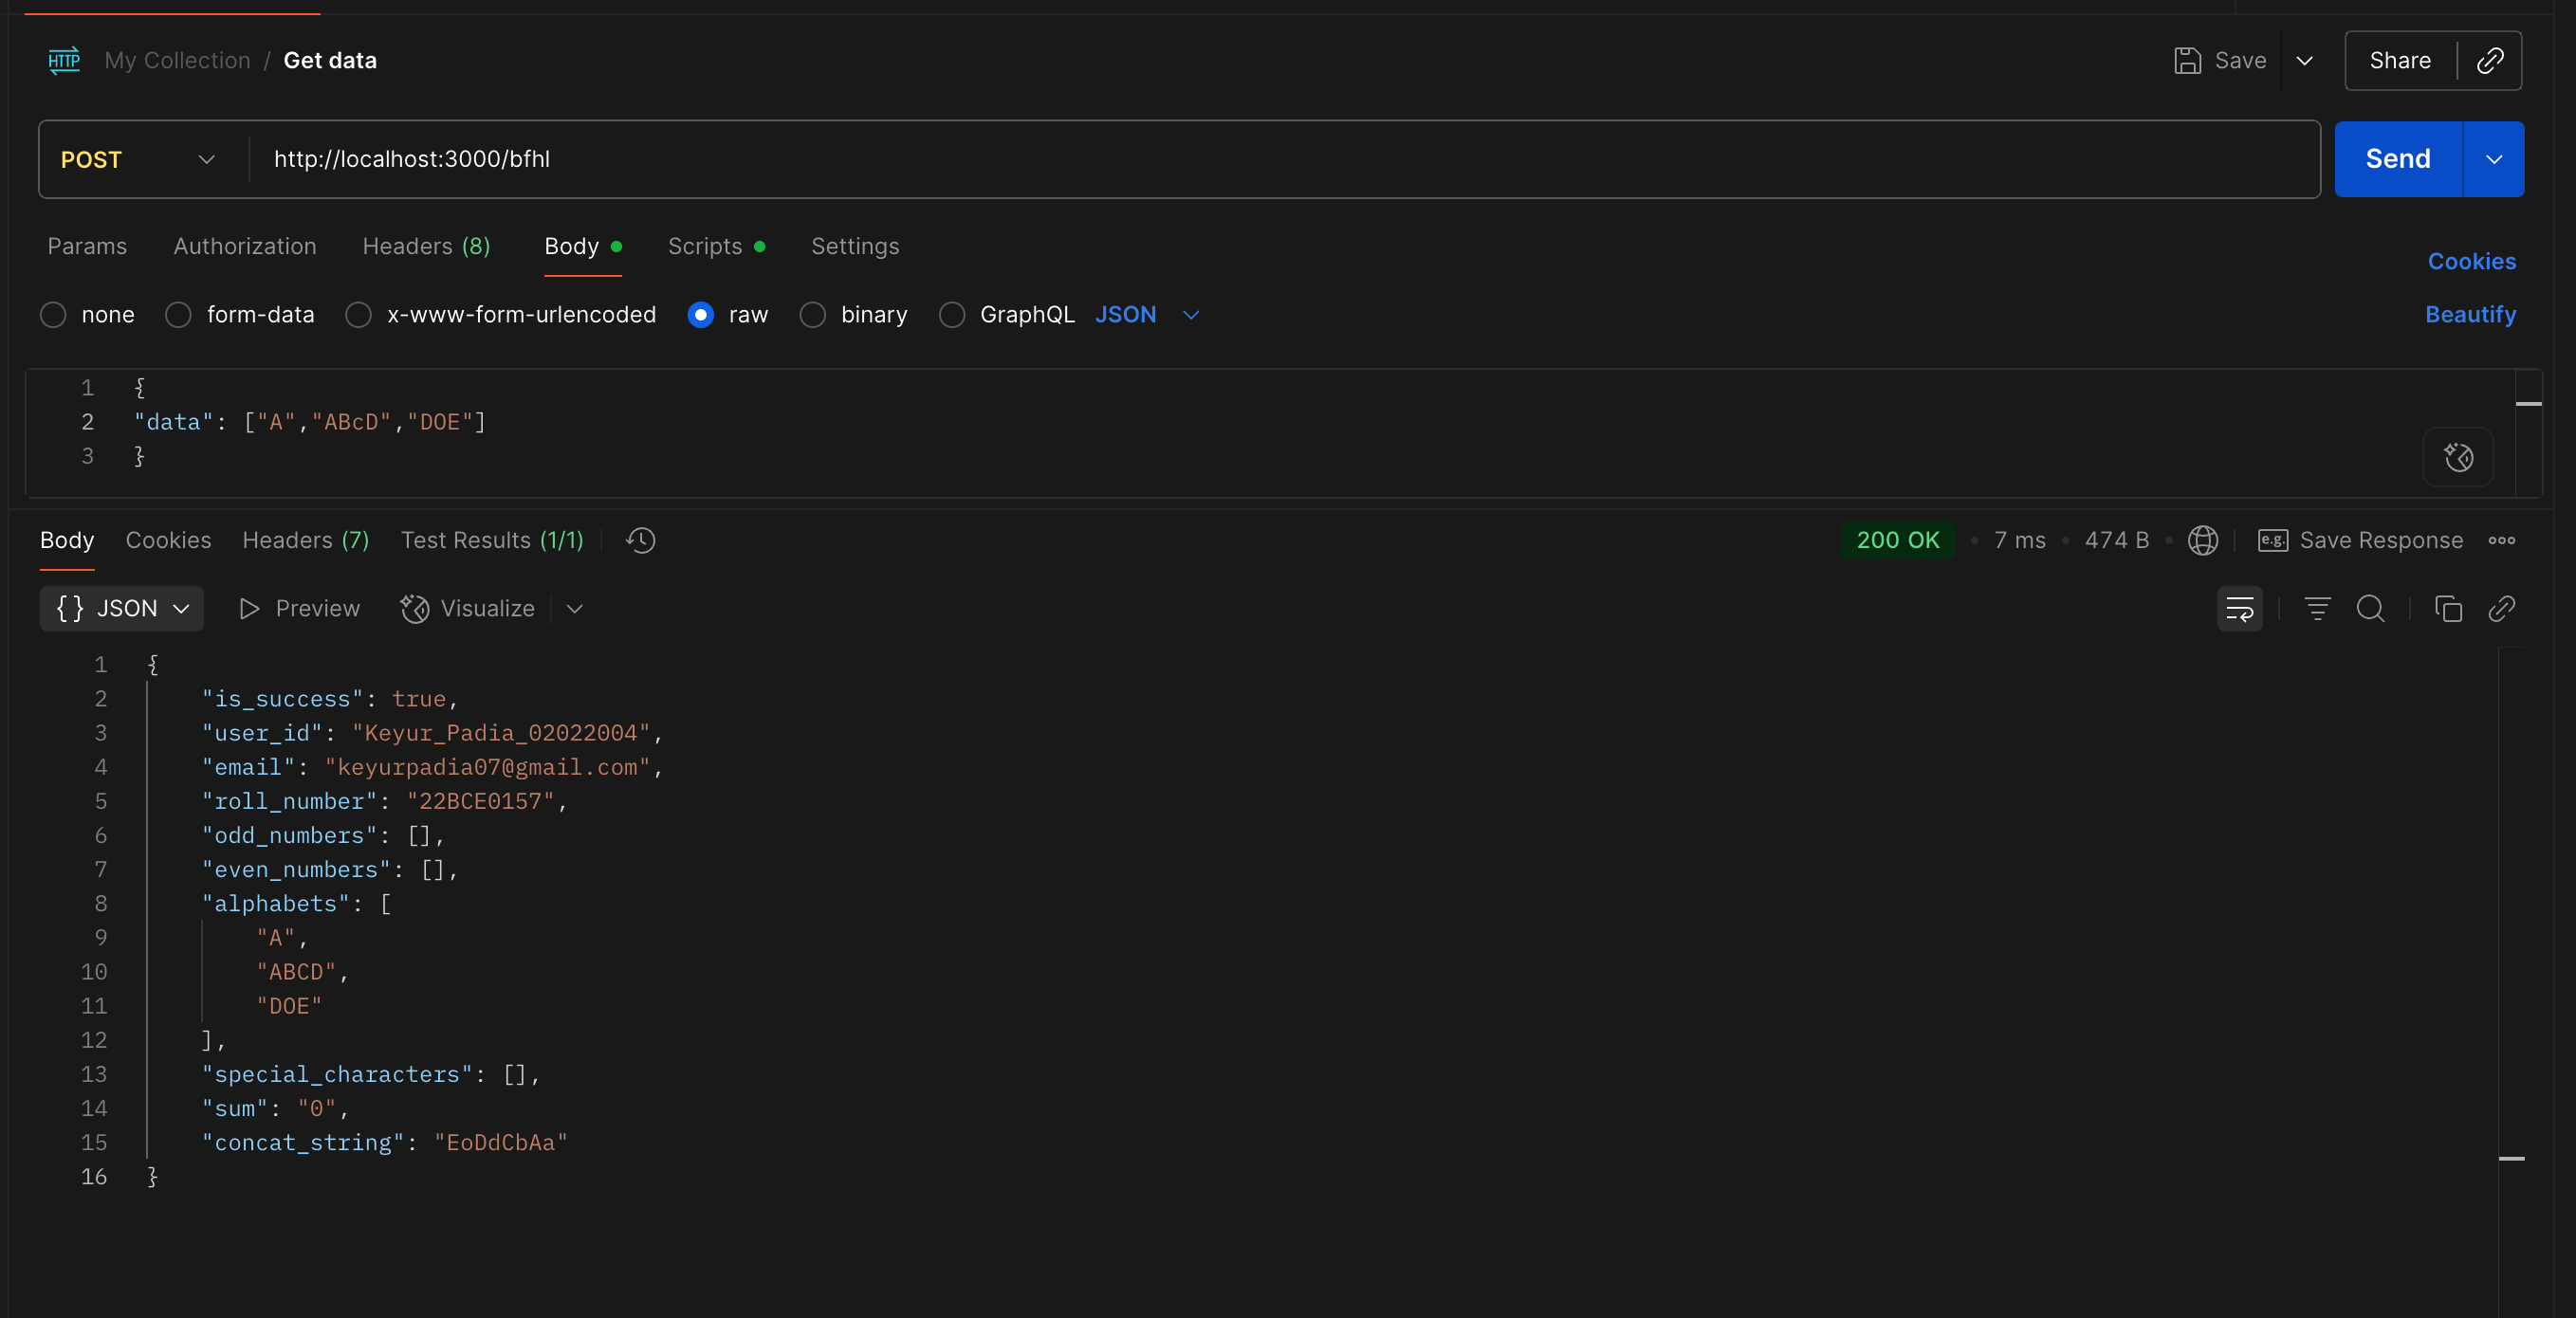 HTTP My Collection / Get data Save Share
POST http://localhost:3000/bfhl Send
Params Authorization Headers (8) Body Scripts Settings Cookies
none form-data x-www-form-urlencoded raw binary GraphQL JSON Beautify
1 {
2 "data": ["A","ABcD","DOE"]
3 }
Body Cookies Headers (7) Test Results (1/1) 200 OK • 7 ms • 474 B • e.g. Save Response
{} JSON Preview Visualize
1 {
2 "is_success": true,
3 "user_id": "Keyur_Padia_02022004",
4 "email": "keyurpadia07@gmail.com",
5 "roll_number": "22BCE0157",
6 "odd_numbers": [],
7 "even_numbers": [],
8 "alphabets": [
9 "A",
10 "ABCD",
11 "DOE"
12 ],
13 "special_characters": [],
14 "sum": "0",
15 "concat_string": "EoDdCbAa"
16 }